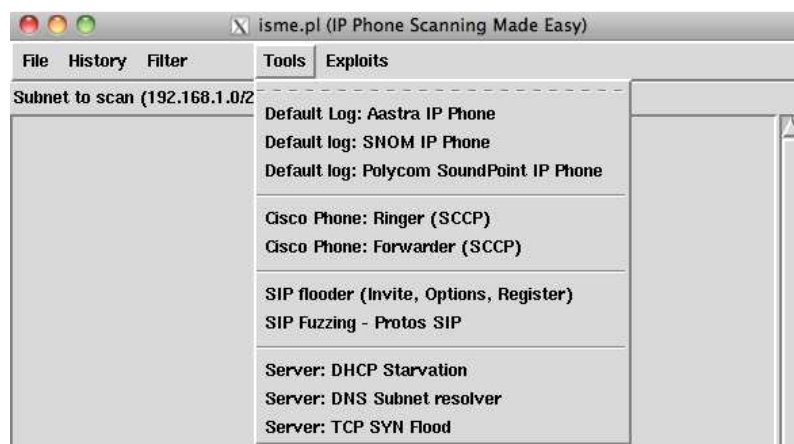 isme.pl (IP Phone Scanning Made Easy)
File History Filter Tools Exploits
Subnet to scan (192.168.1.0/2
Default Log: Aastra IP Phone
Default log: SNOM IP Phone
Default log: Polycom SoundPoint IP Phone
Cisco Phone: Ringer (SCCP)
Cisco Phone: Forwarder (SCCP)
SIP flooder (Invite, Options, Register)
SIP Fuzzing - Protos SIP
Server: DHCP Starvation
Server: DNS Subnet resolver
Server: TCP SYN Flood